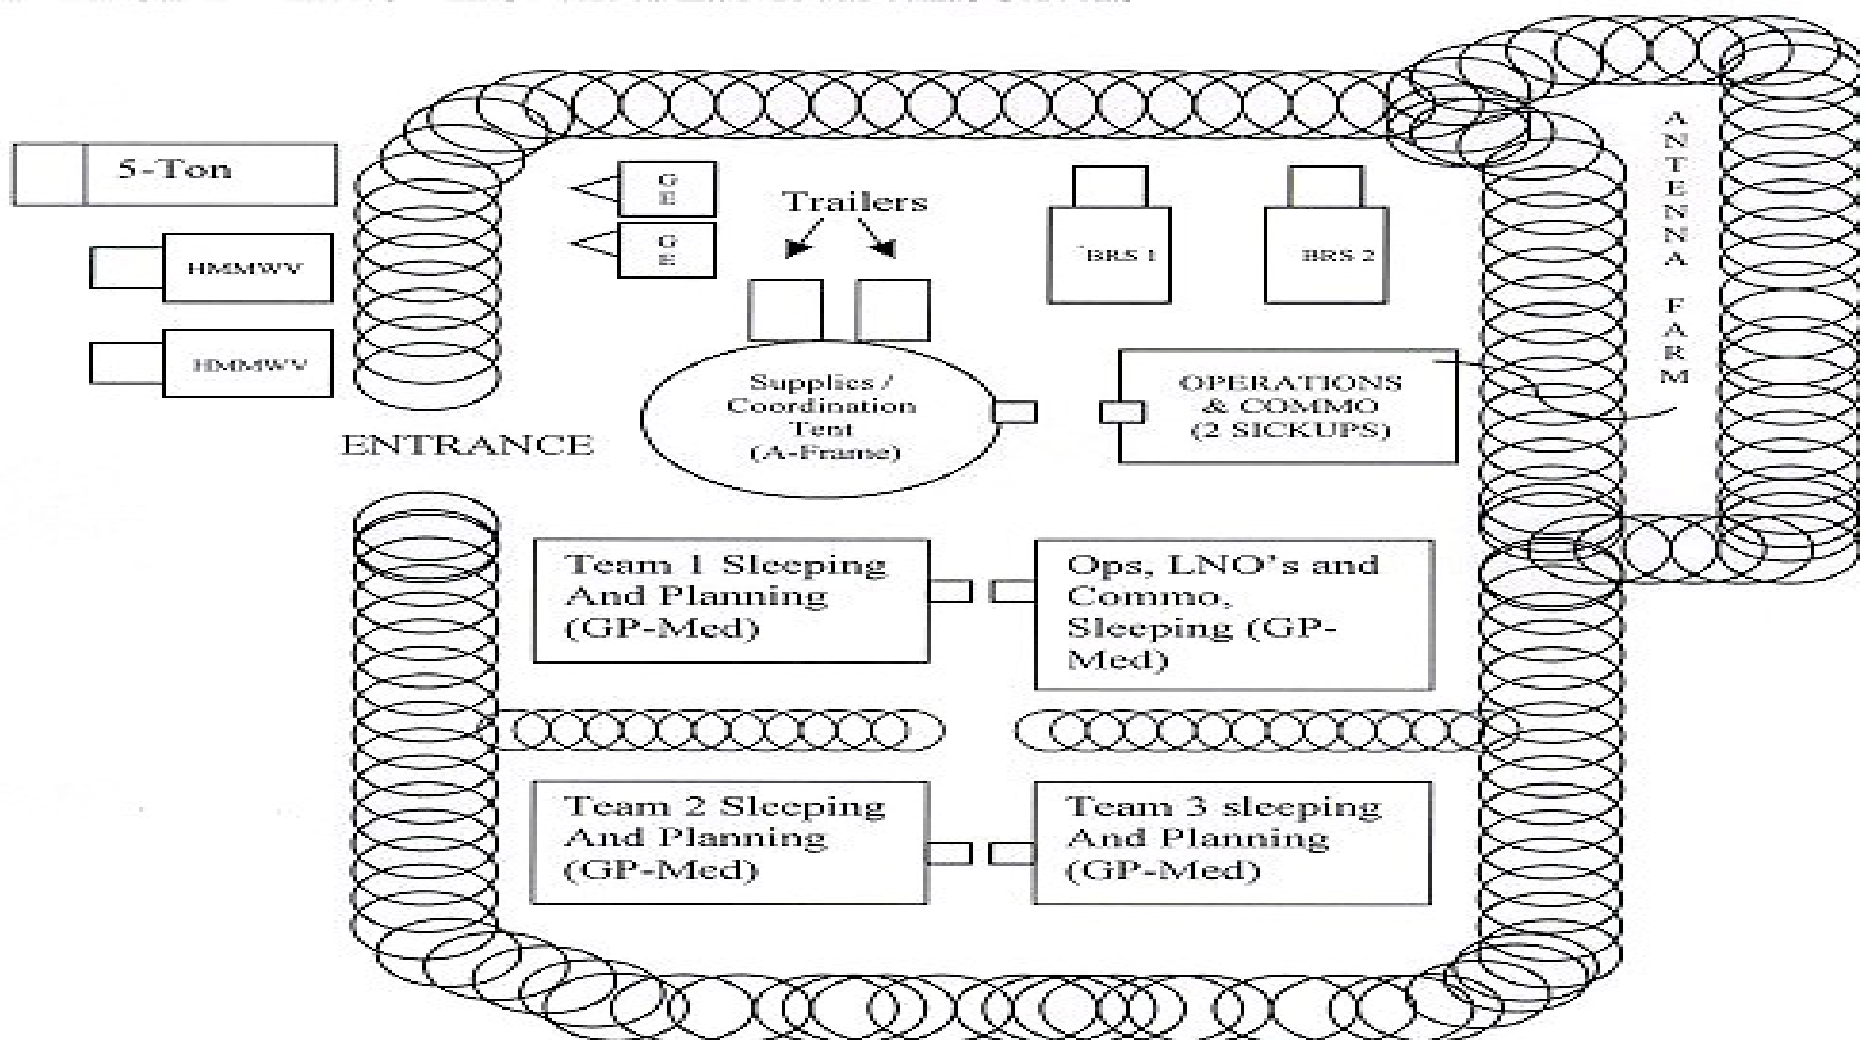 5-Ton
HMMWV
HMMWV
ENTRANCE
G
E
G
E
Trailers
BRS 1
BRS 2
Supplies /
Coordination
Tent
(A-Frame)
OPERATIONS
& COMMO
(2 SICKUPS)
ANTENNA FARM
Team 1 Sleeping
And Planning
(GP-Med)
Ops, LNO's and
Commo,
Sleeping (GP-
Med)
Team 2 Sleeping
And Planning
(GP-Med)
Team 3 sleeping
And Planning
(GP-Med)